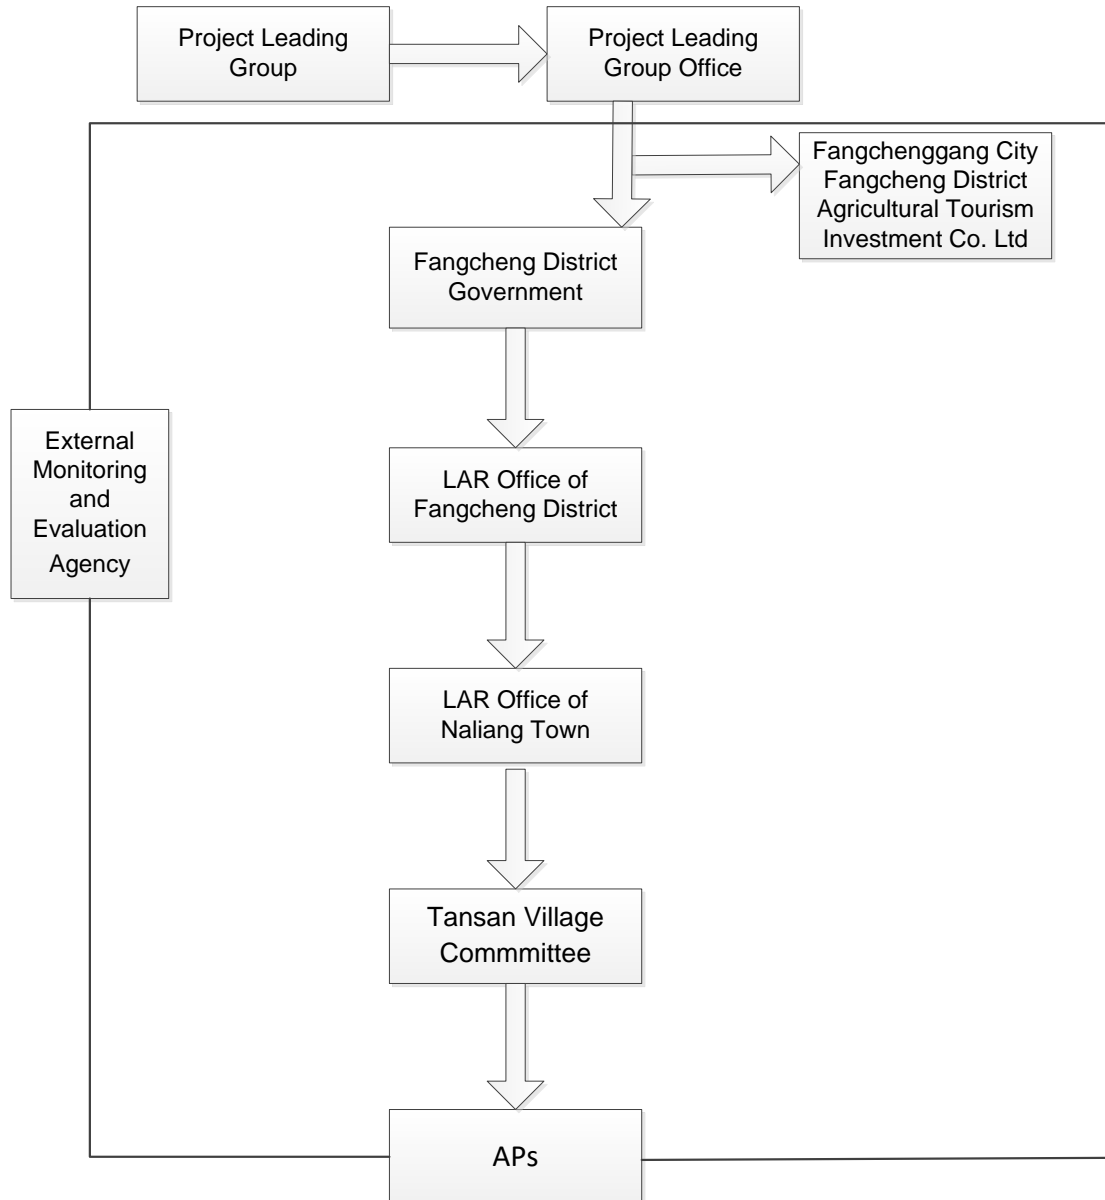 Project Leading
Group
Project Leading
Group Office
Fangchenggang City
Fangcheng District
Agricultural Tourism
Investment Co. Ltd
Fangcheng District
Government
External
Monitoring
and
Evaluation
Agency
LAR Office of
Fangcheng District
LAR Office of
Naliang Town
Tansan Village
Commmittee
APs